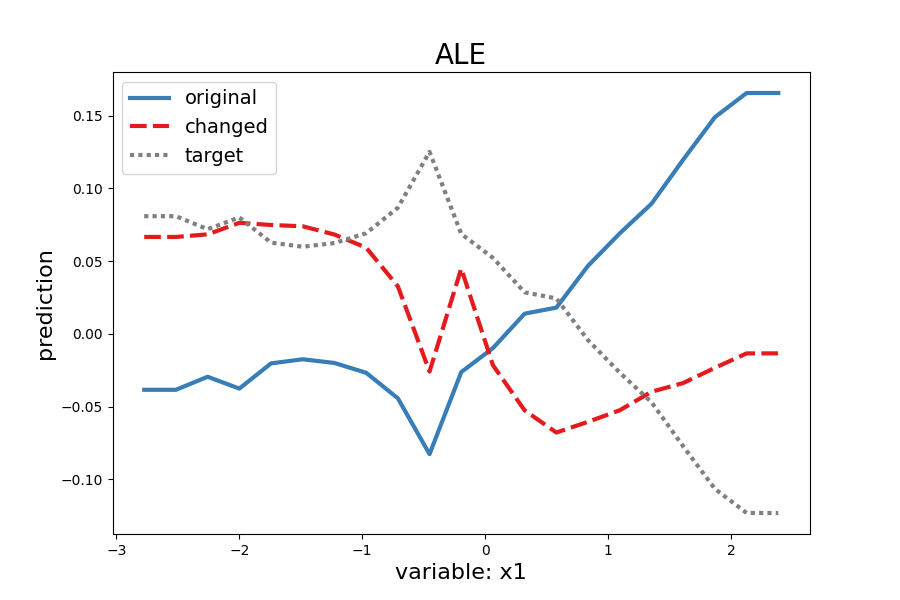 ALE
original
changed
target
0.15
0.10
0.05
0.00
−0.05
−0.10
prediction
−3 −2 −1 0 1 2
variable: x1